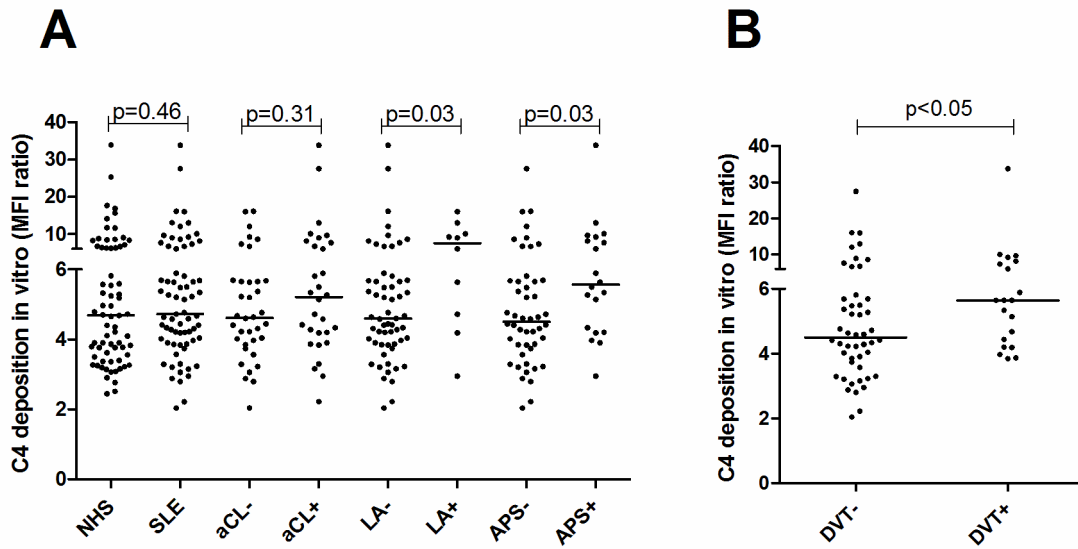 A
B
p=0.46
p=0.31
p=0.03
p=0.03
p<0.05
C4 deposition in vitro (MFI ratio)
40
30
20
10
6
4
2
0
NHS
SLE
aCL-
aCL+
LA-
LA+
APS-
APS+
C4 deposition in vitro (MFI ratio)
40
30
20
10
6
4
2
0
DVT-
DVT+